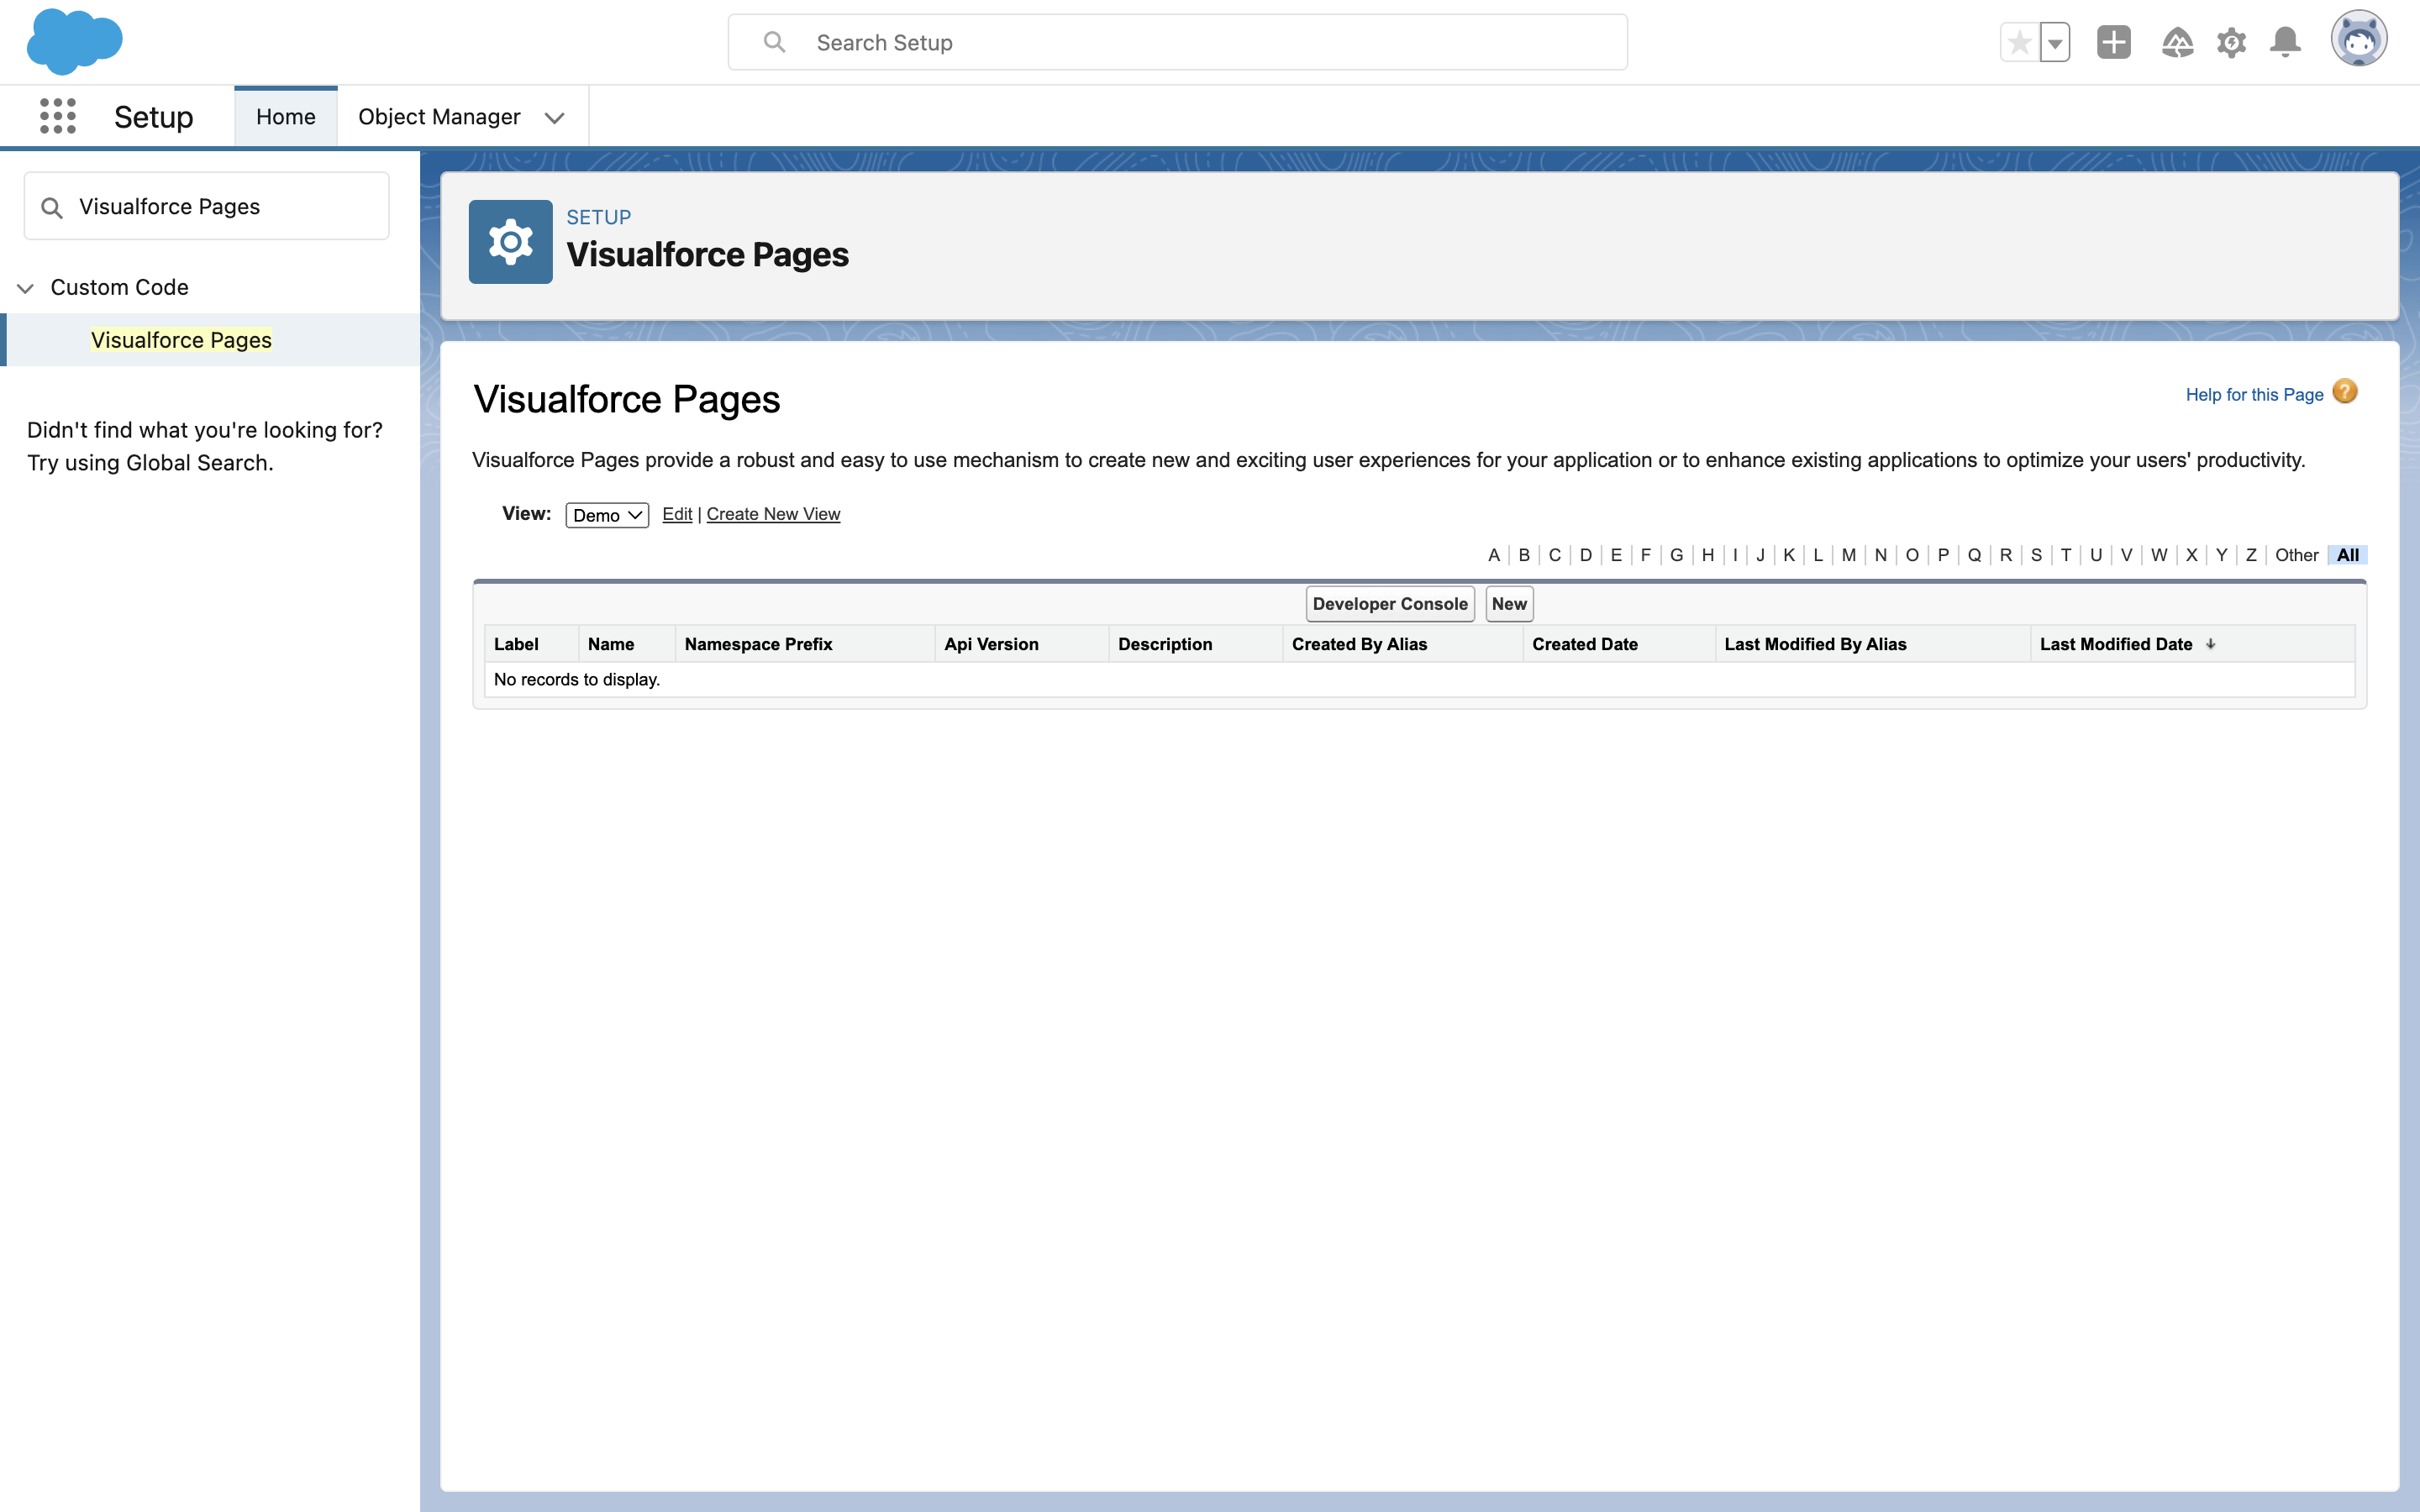 Search Setup
Setup
Home
Object Manager
Visualforce Pages
Custom Code
Visualforce Pages
Didn't find what you're looking for?
Try using Global Search.
SETUP
Visualforce Pages
Visualforce Pages
Help for this Page ?
Visualforce Pages provide a robust and easy to use mechanism to create new and exciting user experiences for your application or to enhance existing applications to optimize your users' productivity.
View: Demo Edit | Create New View
A | B | C | D | E | F | G | H | I | J | K | L | M | N | O | P | Q | R | S | T | U | V | W | X | Y | Z | Other | All
Developer Console New
Label Name Namespace Prefix Api Version Description Created By Alias Created Date Last Modified By Alias Last Modified Date
No records to display.